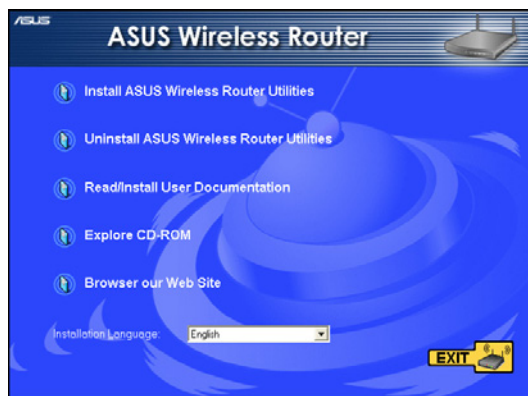 ASUS
ASUS Wireless Router
Install ASUS Wireless Router Utilities
Uninstall ASUS Wireless Router Utilities
Read/Install User Documentation
Explore CD-ROM
Browser our Web Site
Installation Language: English
EXIT